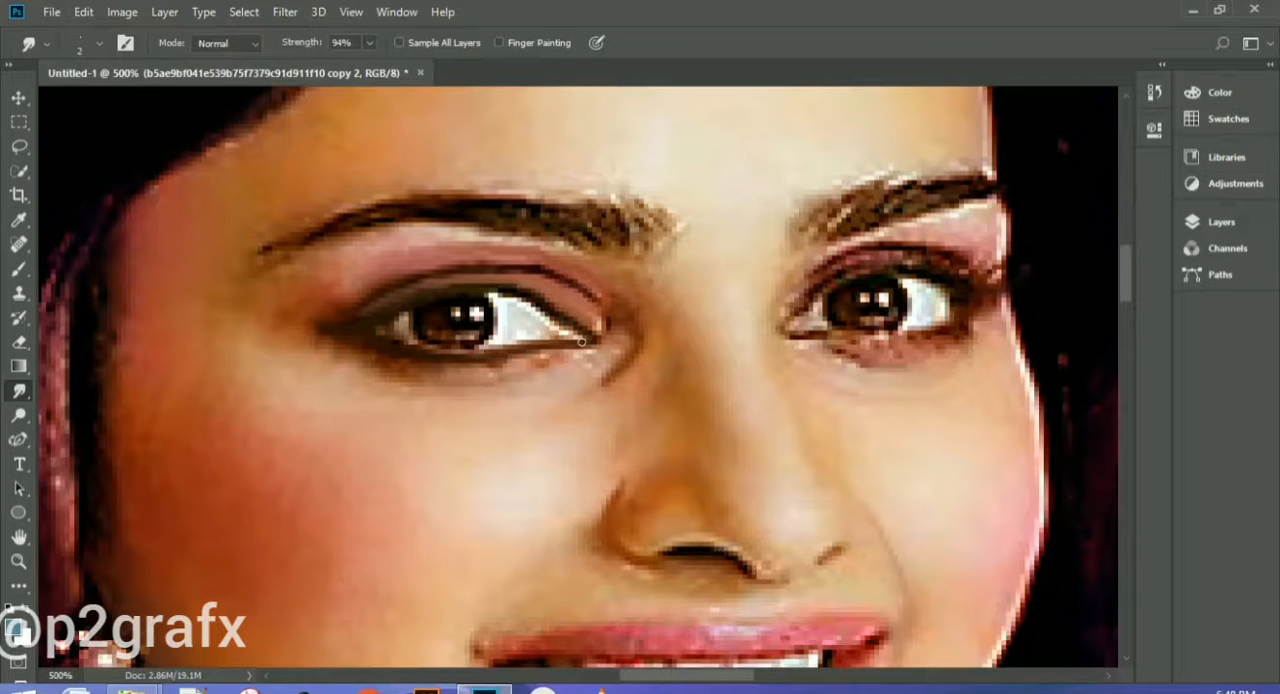 Ps File Edit Image Layer Type Select Filter 3D View Window Help
2 Mode: Normal Strength: 94% Sample All Layers Finger Painting
Untitled-1 @ 500% (b5ae9bf041e539b75f7379c91d911f10 copy 2, RGB/8) *
Color
Swatches
Libraries
Adjustments
Layers
Channels
Paths
@p2grafx
500% Doc: 2.86M/19.1M